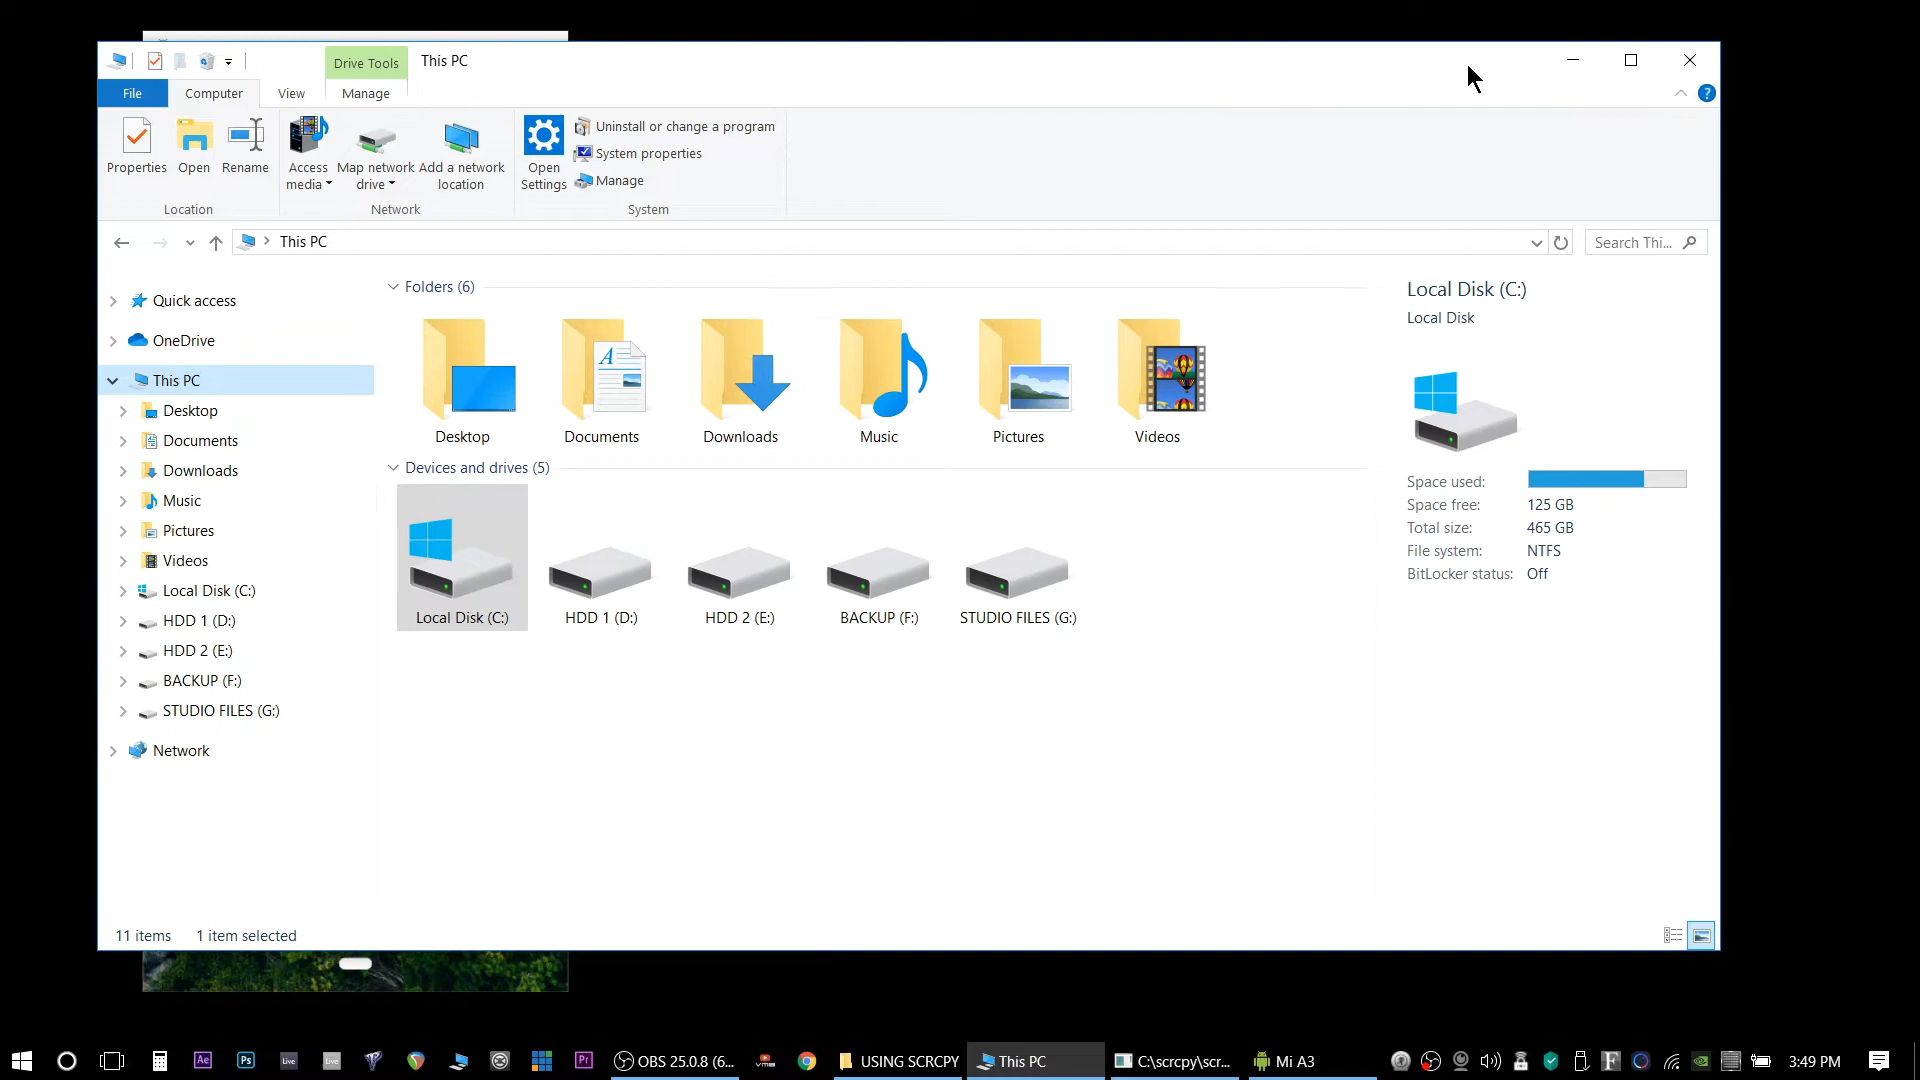 Drive Tools
This PC
File
Computer
View
Manage
Properties
Open
Rename
Access media
Map network drive
Add a network location
Open Settings
Uninstall or change a program
System properties
Manage
Location
Network
System
This PC
Search Thi...
Quick access
OneDrive
This PC
Desktop
Documents
Downloads
Music
Pictures
Videos
Local Disk (C:)
HDD 1 (D:)
HDD 2 (E:)
BACKUP (F:)
STUDIO FILES (G:)
Network
Folders (6)
Desktop
Documents
Downloads
Music
Pictures
Videos
Devices and drives (5)
Local Disk (C:)
HDD 1 (D:)
HDD 2 (E:)
BACKUP (F:)
STUDIO FILES (G:)
Local Disk (C:)
Local Disk
Space used:
Space free: 125 GB
Total size: 465 GB
File system: NTFS
BitLocker status: Off
11 items
1 item selected
Ae
Ps
Live
Live
Pr
OBS 25.0.8 (6...
USING SCRCPY
This PC
C:\scrcpy\scr...
Mi A3
3:49 PM